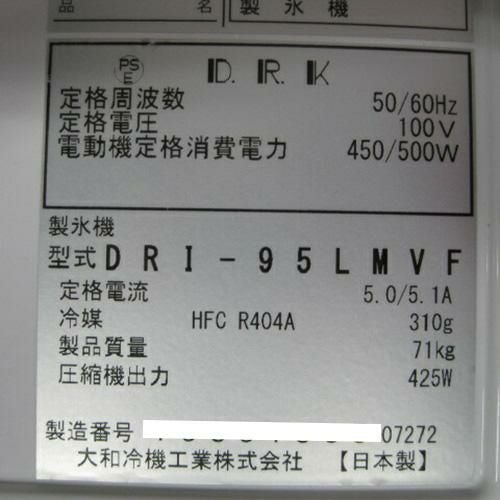 品 名 製氷機
PS E D.R.K
定格周波数 50/60Hz
定格電圧 100V
電動機定格消費電力 450/500W
製氷機
型式 DRI-95LMVF
定格電流 5.0/5.1A
冷媒 HFC R404A 310g
製品質量 71kg
圧縮機出力 425W
製造番号 07272
大和冷機工業株式会社 【日本製】